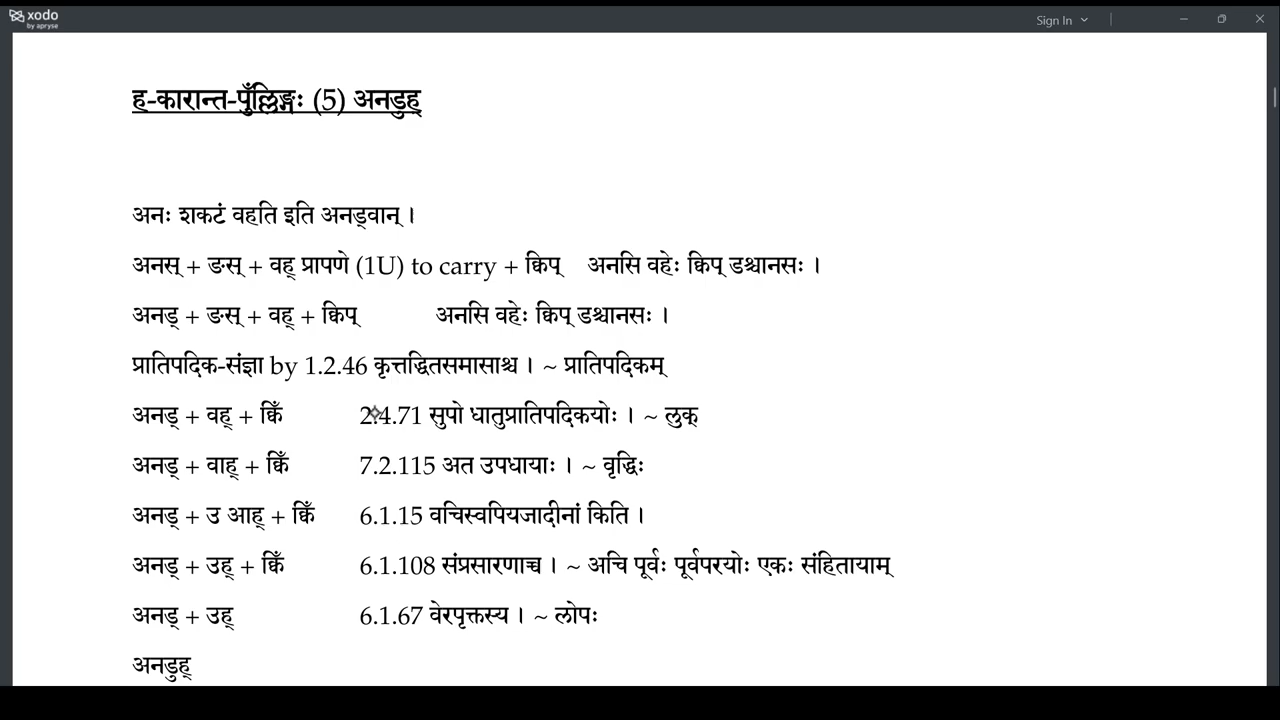 xodo
by apryse
Sign In
ह-कारान्त-पुँल्लिङ्गः (5) अनडुह्
अनः शकटं वहति इति अनड्वान् ।
अनस् + ङस् + वह् प्रापणे (1U) to carry + क्विप् अनसि वहेः क्विप् डश्चानसः ।
अनड् + ङस् + वह् + क्विप् अनसि वहेः क्विप् डश्चानसः ।
प्रातिपदिक-संज्ञा by 1.2.46 कृत्तद्धितसमासाश्च । ~ प्रातिपदिकम्
अनड् + वह् + क्विँ 2.4.71 सुपो धातुप्रातिपदिकयोः । ~ लुक्
अनड् + वाह् + क्विँ 7.2.115 अत उपधायाः । ~ वृद्धिः
अनड् + उ आह् + क्विँ 6.1.15 वचिस्वपियजादीनां किति ।
अनड् + उह् + क्विँ 6.1.108 संप्रसारणाच्च । ~ अचि पूर्वः पूर्वपरयोः एकः संहितायाम्
अनड् + उह् 6.1.67 वेरपृक्तस्य । ~ लोपः
अनडुह्